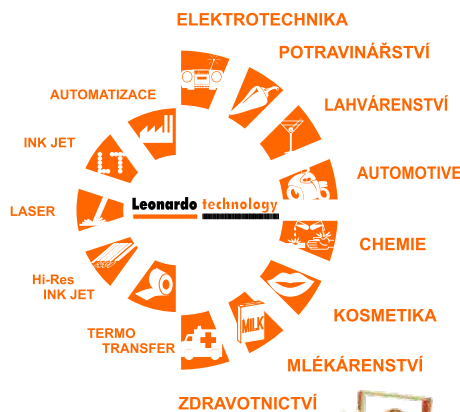 ELEKTROTECHNIKA
POTRAVINÁŘSTVÍ
AUTOMATIZACE
LAHVÁRENSTVÍ
INK JET
LT
AUTOMOTIVE
LASER
Leonardo technology
CHEMIE
Hi-Res
INK JET
KOSMETIKA
MILK
TERMO
TRANSFER
MLÉKÁRENSTVÍ
ZDRAVOTNICTVÍ